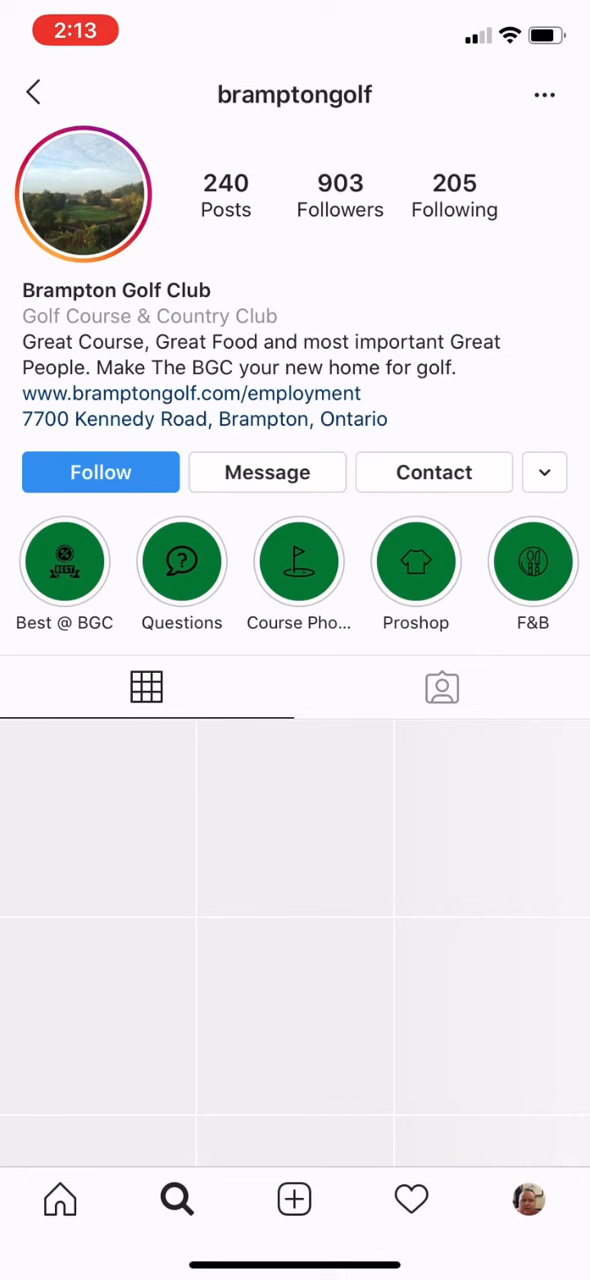 2:13
bramptongolf
240
Posts
903
Followers
205
Following
Brampton Golf Club
Golf Course & Country Club
Great Course, Great Food and most important Great
People. Make The BGC your new home for golf.
www.bramptongolf.com/employment
7700 Kennedy Road, Brampton, Ontario
Follow
Message
Contact
BEST
Best @ BGC
Questions
Course Pho...
Proshop
F&B